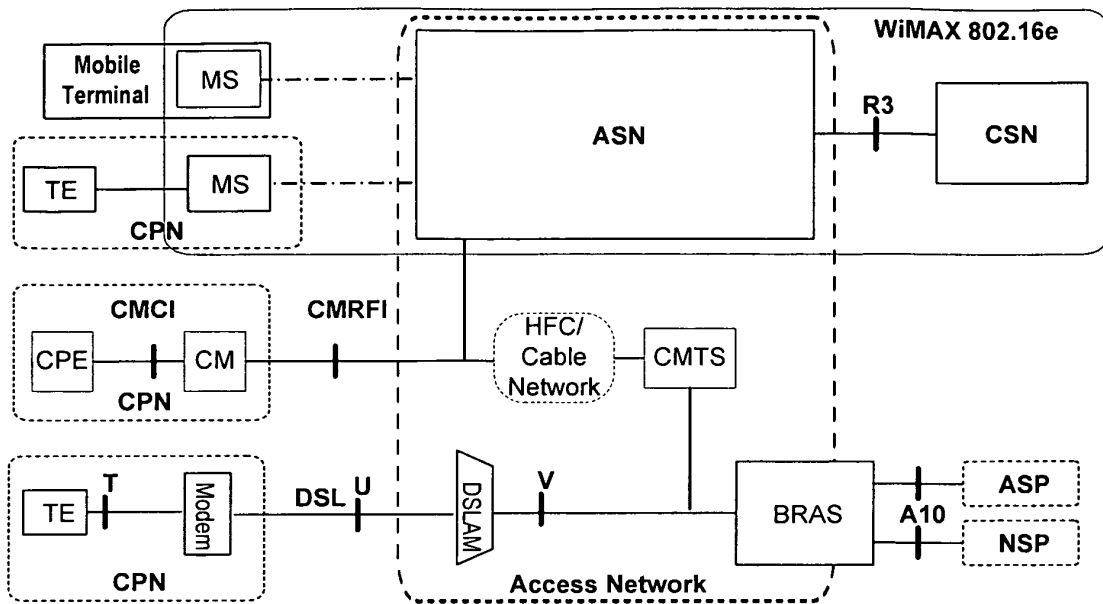 WiMAX 802.16e
Mobile
Terminal
MS
ASN
R3
CSN
TE
MS
CPN
CMCI
CMRFI
HFC/
Cable
Network
CPE
CM
CMTS
CPN
T
Modem
DSL
U
DSLAM
V
BRAS
ASP
A10
NSP
TE
CPN
Access Network